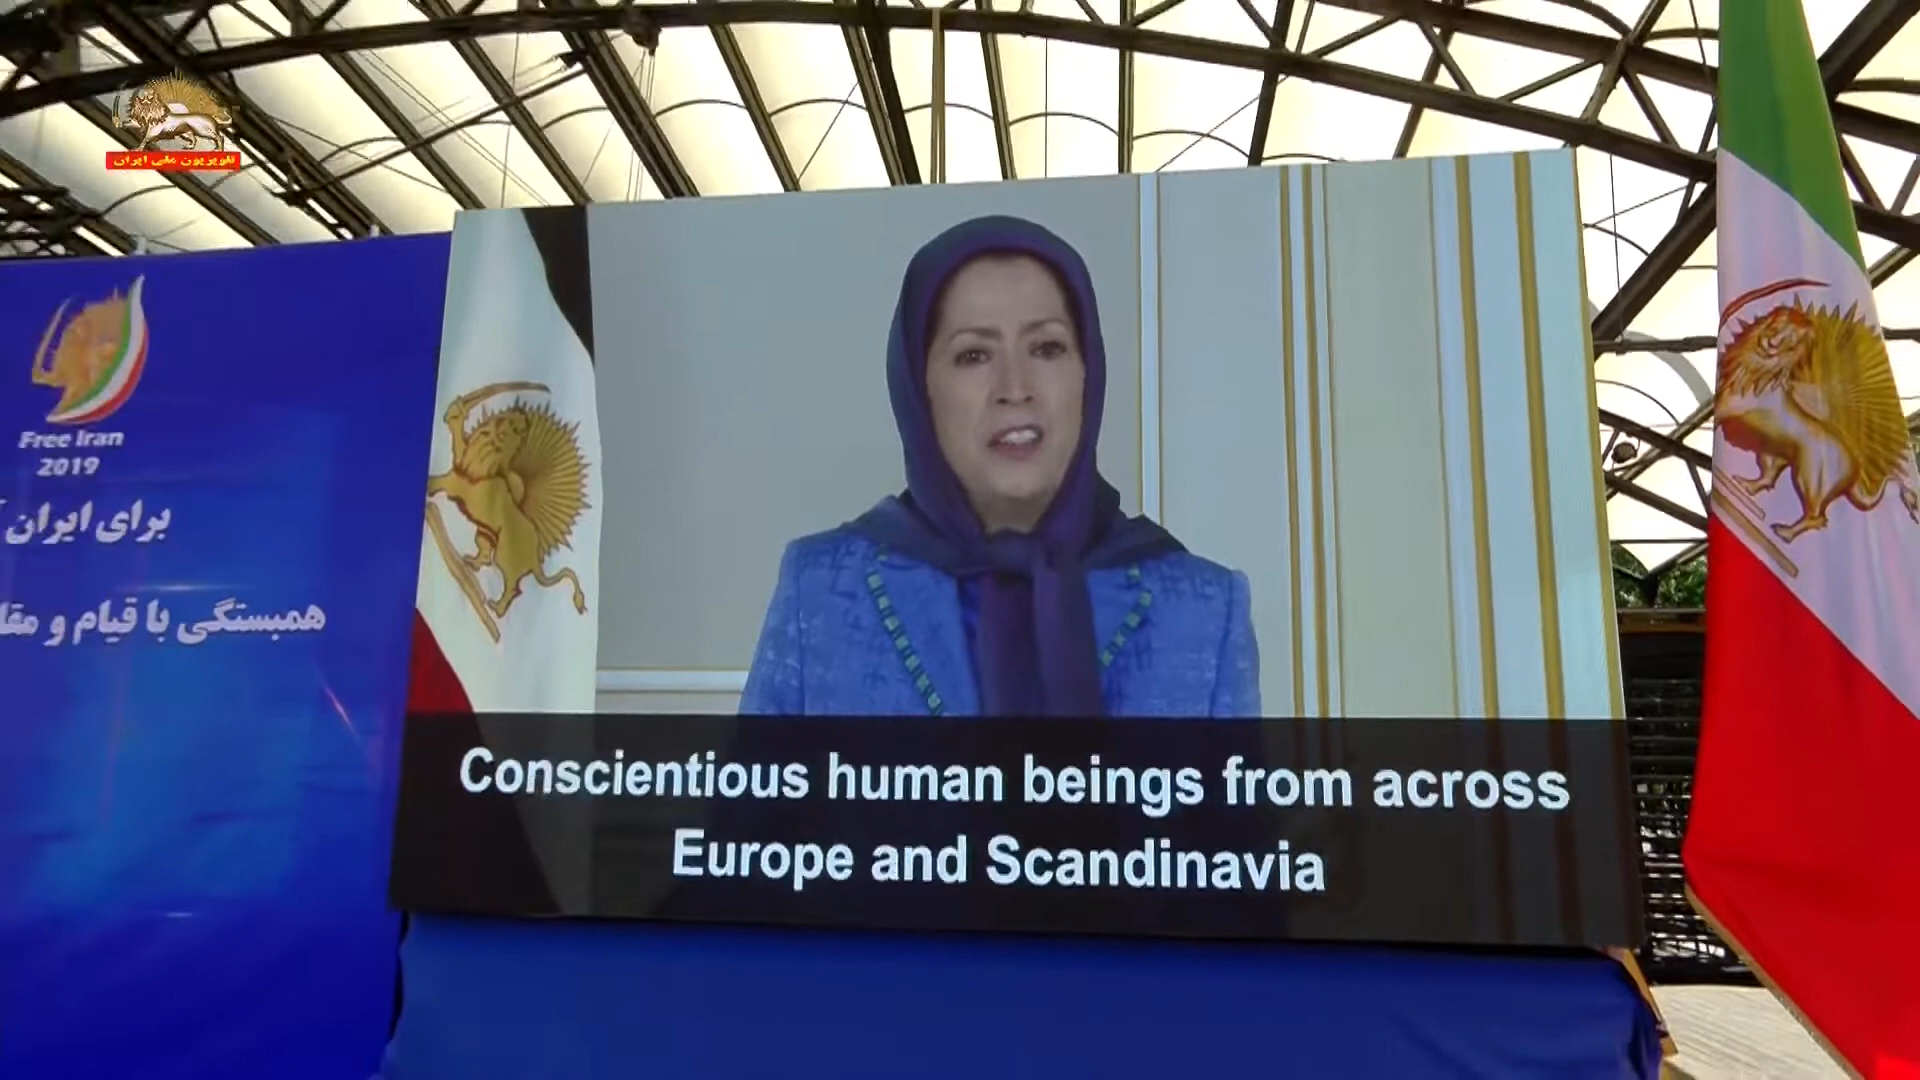 تلویزیون ملی ایران
Free Iran
2019
برای ایران
همبستگی با قیام و
Conscientious human beings from across
Europe and Scandinavia